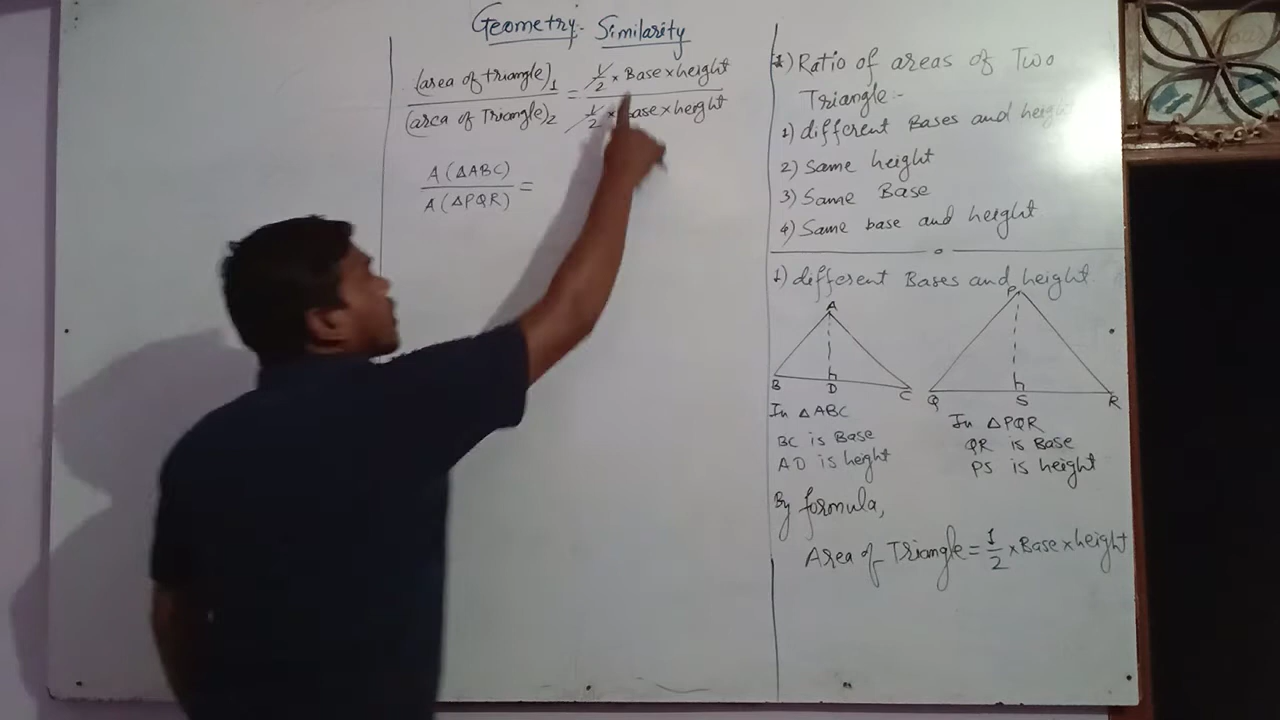 Geometry:- Similarity
(area of triangle)1 / (area of Triangle)2 = 1/2 × Base × height / 1/2 × Base × height
A (△ABC) / A (△PQR) =
1) Ratio of areas of Two
Triangle:-
1) different Bases and height
2) Same height
3) Same Base
4) Same base and height
1) different Bases and height.
A
B
D
C
P
Q
S
R
In △ABC
BC is Base
AD is height
In △PQR
QR is Base
PS is height
By formula,
Area of Triangle = 1/2 × Base × height